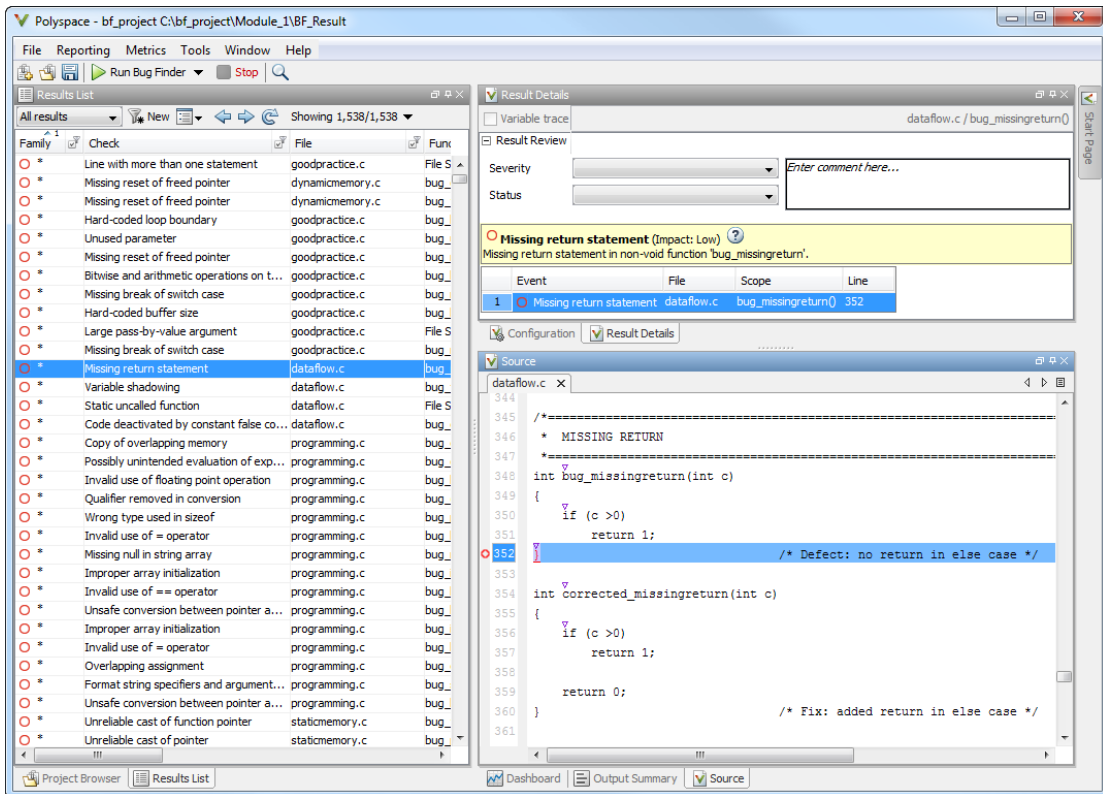 Polyspace - bf_project C:\bf_project\Module_1\BF_Result
File Reporting Metrics Tools Window Help
Run Bug Finder Stop
Results List
All results New Showing 1,538/1,538
Family 1 Check File Func
* Line with more than one statement goodpractice.c File S
* Missing reset of freed pointer dynamicmemory.c bug_
* Missing reset of freed pointer dynamicmemory.c bug_
* Hard-coded loop boundary goodpractice.c bug_
* Unused parameter goodpractice.c bug_
* Missing reset of freed pointer goodpractice.c bug_
* Bitwise and arithmetic operations on t... goodpractice.c bug_
* Missing break of switch case goodpractice.c bug_
* Hard-coded buffer size goodpractice.c bug_
* Large pass-by-value argument goodpractice.c File S
* Missing break of switch case goodpractice.c bug_
* Missing return statement dataflow.c bug_
* Variable shadowing dataflow.c bug_
* Static uncalled function dataflow.c File S
* Code deactivated by constant false co... dataflow.c bug_
* Copy of overlapping memory programming.c bug_
* Possibly unintended evaluation of exp... programming.c bug_
* Invalid use of floating point operation programming.c bug_
* Qualifier removed in conversion programming.c bug_
* Wrong type used in sizeof programming.c bug_
* Invalid use of = operator programming.c bug_
* Missing null in string array programming.c bug_
* Improper array initialization programming.c bug_
* Invalid use of == operator programming.c bug_
* Unsafe conversion between pointer a... programming.c bug_
* Improper array initialization programming.c bug_
* Invalid use of = operator programming.c bug_
* Overlapping assignment programming.c bug_
* Format string specifiers and argument... programming.c bug_
* Unsafe conversion between pointer a... programming.c bug_
* Unreliable cast of function pointer staticmemory.c bug_
* Unreliable cast of pointer staticmemory.c bug_
Project Browser Results List
Result Details
Variable trace dataflow.c / bug_missingreturn()
Result Review
Severity Enter comment here...
Status
Missing return statement (Impact: Low) ?
Missing return statement in non-void function 'bug_missingreturn'.
Event File Scope Line
1 Missing return statement dataflow.c bug_missingreturn() 352
Configuration Result Details
Source
dataflow.c X
344
345 /*==================================================================
346 * MISSING RETURN
347 *==================================================================
348 int bug_missingreturn(int c)
349 {
350 if (c >0)
351 return 1;
352 } /* Defect: no return in else case */
353
354 int corrected_missingreturn(int c)
355 {
356 if (c >0)
357 return 1;
358
359 return 0;
360 } /* Fix: added return in else case */
361
Dashboard Output Summary Source
Start Page